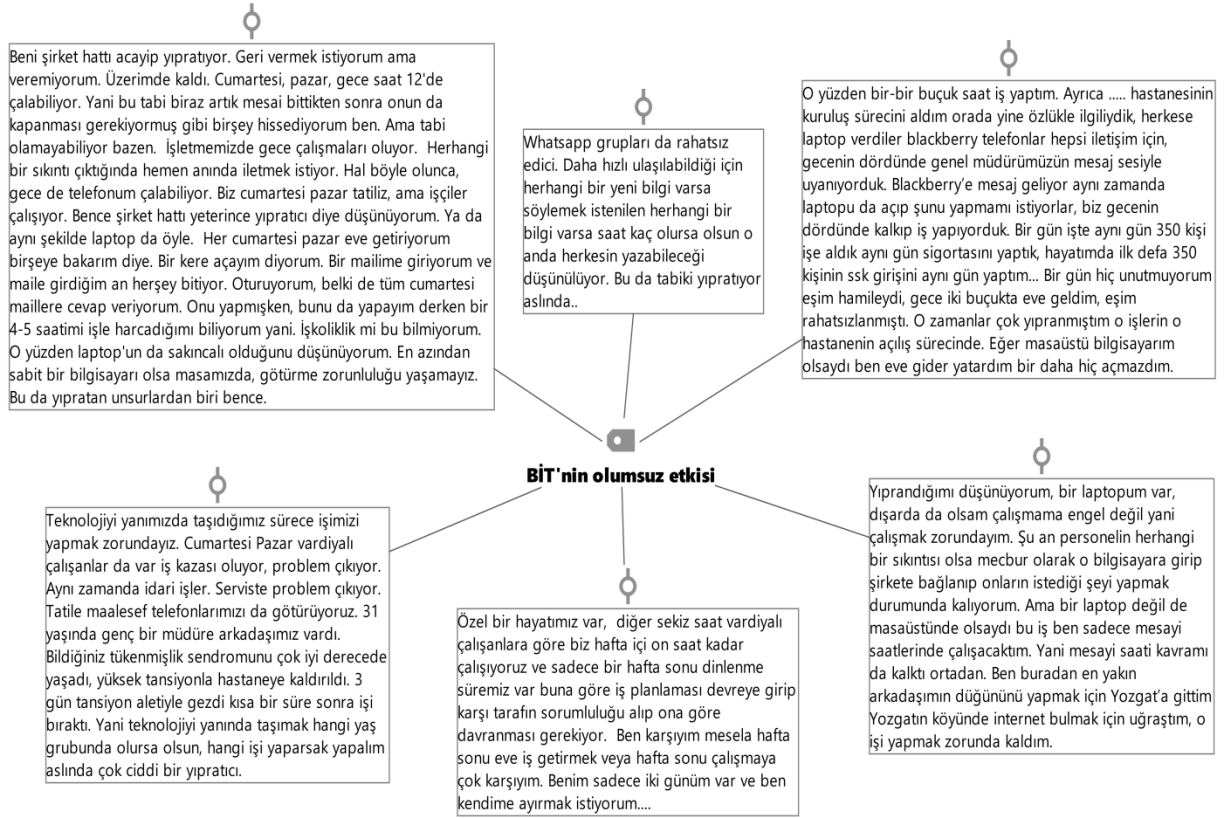 Beni şirket hattı acayip yıpratıyor. Geri vermek istiyorum ama
veremiyorum. Üzerimde kaldı. Cumartesi, pazar, gece saat 12'de
çalabiliyor. Yani bu tabi biraz artık mesai bittikten sonra onun da
kapanması gerekiyormuş gibi birşey hissediyorum ben. Ama tabi
olamayabiliyor bazen.  İşletmemizde gece çalışmaları oluyor.  Herhangi
bir sıkıntı çıktığında hemen anında iletmek istiyor. Hal böyle olunca,
gece de telefonum çalabiliyor. Biz cumartesi pazar tatiliz, ama işçiler
çalışıyor. Bence şirket hattı yeterince yıpratıcı diye düşünüyorum. Ya da
aynı şekilde laptop da öyle.  Her cumartesi pazar eve getiriyorum
birşeye bakarım diye. Bir kere açayım diyorum. Bir mailime giriyorum ve
maile girdiğim an herşey bitiyor. Oturuyorum, belki de tüm cumartesi
maillere cevap veriyorum. Onu yapmışken, bunu da yapayım derken bir
4-5 saatimi işle harcadığımı biliyorum yani. İşkoliklik mi bu bilmiyorum.
O yüzden laptop'un da sakıncalı olduğunu düşünüyorum. En azından
sabit bir bilgisayarı olsa masamızda, götürme zorunluluğu yaşamayız.
Bu da yıpratan unsurlardan biri bence.
Whatsapp grupları da rahatsız
edici. Daha hızlı ulaşılabildiği için
herhangi bir yeni bilgi varsa
söylemek istenilen herhangi bir
bilgi varsa saat kaç olursa olsun o
anda herkesin yazabileceği
düşünülüyor. Bu da tabiki yıpratıyor
aslında..
O yüzden bir-bir buçuk saat iş yaptım. Ayrıca ..... hastanesinin
kuruluş sürecini aldım orada yine özlükle ilgiliydik, herkese
laptop verdiler blackberry telefonlar hepsi iletişim için,
gecenin dördünde genel müdürümüzün mesaj sesiyle
uyanıyorduk. Blackberry'e mesaj geliyor aynı zamanda
laptopu da açıp şunu yapmamı istiyorlar, biz gecenin
dördünde kalkıp iş yapıyorduk. Bir gün işte aynı gün 350 kişi
işe aldık aynı gün sigortasını yaptık, hayatımda ilk defa 350
kişinin ssk girişini aynı gün yaptım... Bir gün hiç unutmuyorum
eşim hamileydi, gece iki buçukta eve geldim, eşim
rahatsızlanmıştı. O zamanlar çok yıpranmıştım o işlerin o
hastanenin açılış sürecinde. Eğer masaüstü bilgisayarım
olsaydı ben eve gider yatardım bir daha hiç açmazdım.
BİT'nin olumsuz etkisi
Teknolojiyi yanımızda taşıdığımız sürece işimizi
yapmak zorundayız. Cumartesi Pazar vardiyalı
çalışanlar da var iş kazası oluyor, problem çıkıyor.
Aynı zamanda idari işler. Serviste problem çıkıyor.
Tatile maalesef telefonlarımızı da götürüyoruz. 31
yaşında genç bir müdüre arkadaşımız vardı.
Bildiğiniz tükenmişlik sendromunu çok iyi derecede
yaşadı, yüksek tansiyonla hastaneye kaldırıldı. 3
gün tansiyon aletiyle gezdi kısa bir süre sonra işi
bıraktı. Yani teknolojiyi yanında taşımak hangi yaş
grubunda olursa olsun, hangi işi yaparsak yapalım
aslında çok ciddi bir yıpratıcı.
Özel bir hayatımız var,  diğer sekiz saat vardiyalı
çalışanlara göre biz hafta içi on saat kadar
çalışıyoruz ve sadece bir hafta sonu dinlenme
süremiz var buna göre iş planlaması devreye girip
karşı tarafın sorumluluğu alıp ona göre
davranması gerekiyor.  Ben karşıyım mesela hafta
sonu eve iş getirmek veya hafta sonu çalışmaya
çok karşıyım. Benim sadece iki günüm var ve ben
kendime ayırmak istiyorum....
Yıprandığımı düşünüyorum, bir laptopum var,
dışarda da olsam çalışmama engel değil yani
çalışmak zorundayım. Şu an personelin herhangi
bir sıkıntısı olsa mecbur olarak o bilgisayara girip
şirkete bağlanıp onların istediği şeyi yapmak
durumunda kalıyorum. Ama bir laptop değil de
masaüstünde olsaydı bu iş ben sadece mesayi
saatlerinde çalışacaktım. Yani mesayi saati kavramı
da kalktı ortadan. Ben buradan en yakın
arkadaşımın düğününü yapmak için Yozgat'a gittim
Yozgatın köyünde internet bulmak için uğraştım, o
işi yapmak zorunda kaldım.